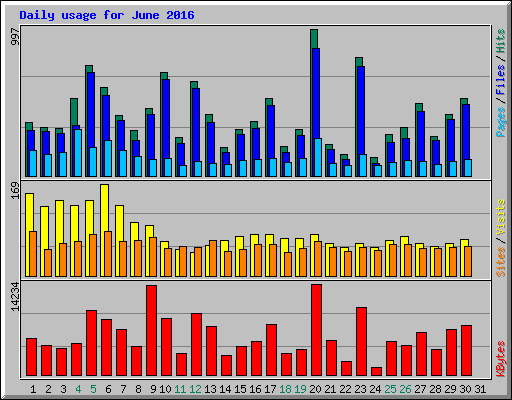 Daily usage for June 2016
997
Pages / Files / Hits
169
Sites / Visits
14234
KBytes
1 2 3 4 5 6 7 8 9 10 11 12 13 14 15 16 17 18 19 20 21 22 23 24 25 26 27 28 29 30 31